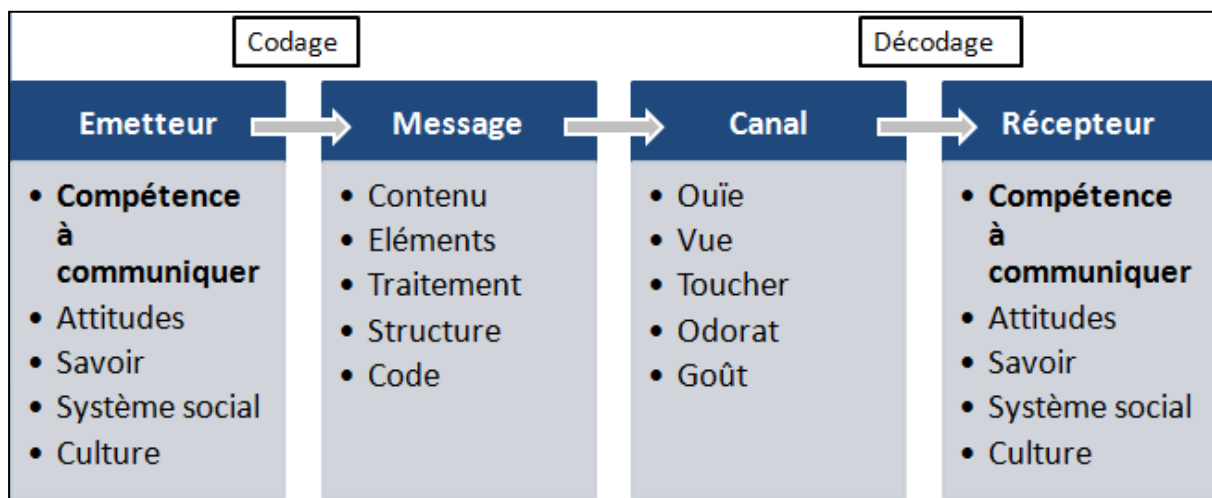 Codage
Décodage
Emetteur
Message
Canal
Récepteur
• Compétence
à
communiquer
• Attitudes
• Savoir
• Système social
• Culture
• Contenu
• Eléments
• Traitement
• Structure
• Code
• Ouïe
• Vue
• Toucher
• Odorat
• Goût
• Compétence
à
communiquer
• Attitudes
• Savoir
• Système social
• Culture